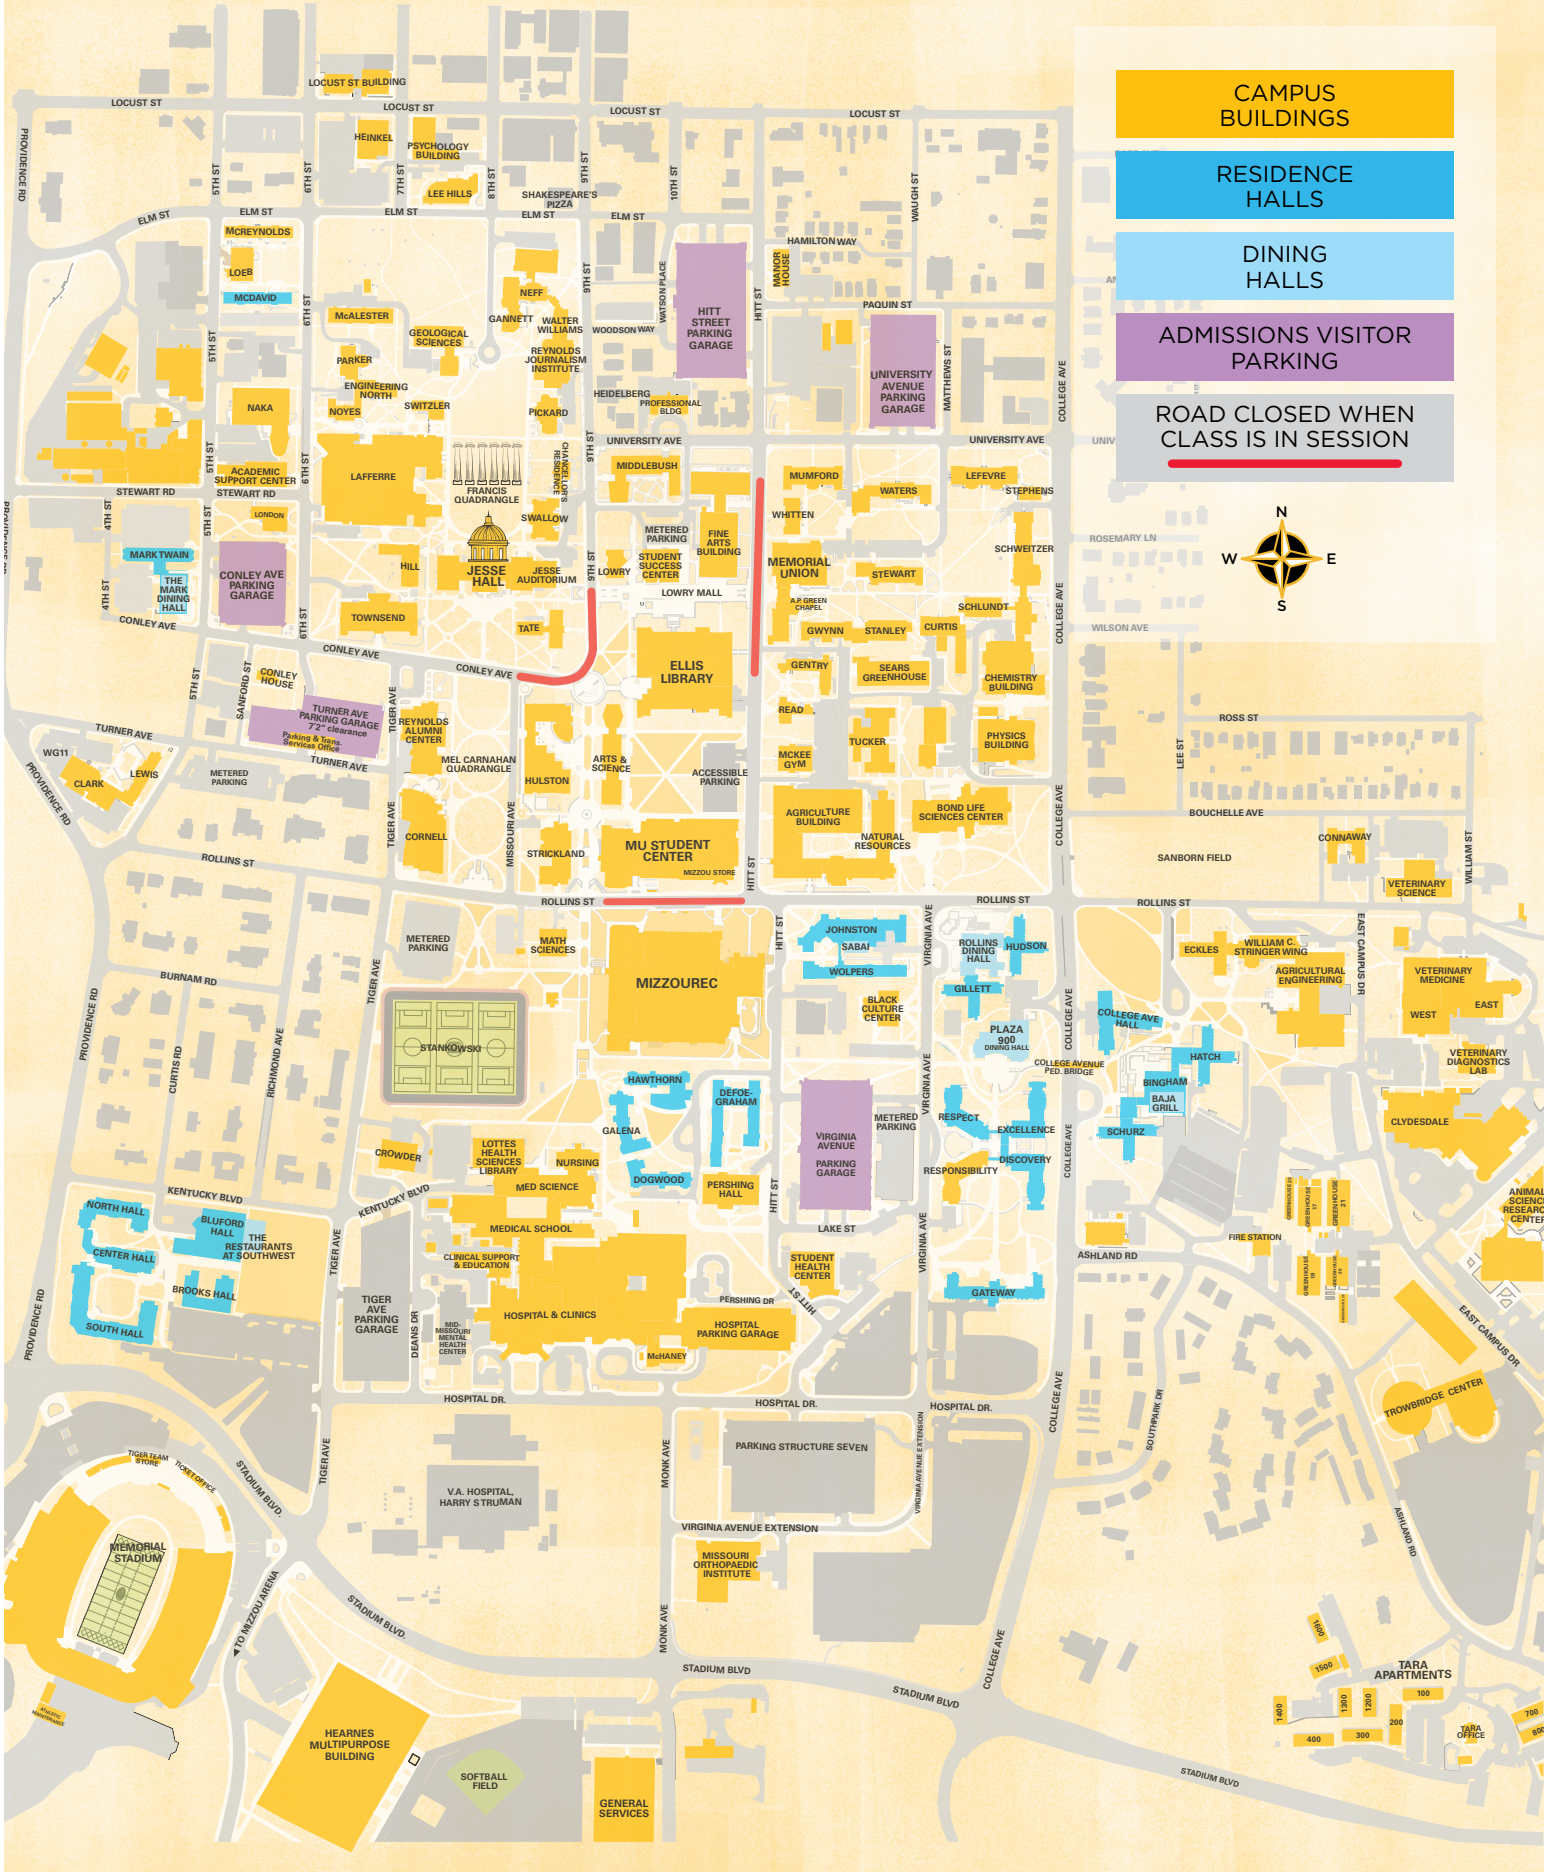 CAMPUS
BUILDINGS
RESIDENCE
HALLS
DINING
HALLS
ADMISSIONS VISITOR
PARKING
ROAD CLOSED WHEN
CLASS IS IN SESSION
N
W
E
S
LOCUST ST BUILDING
LOCUST ST
LOCUST ST
LOCUST ST
LOCUST ST
PROVIDENCE RD
HEINKEL
PSYCHOLOGY
BUILDING
LEE HILLS
5TH ST
6TH ST
7TH ST
8TH ST
9TH ST
10TH ST
WAUGH ST
SHAKESPEARE'S
PIZZA
ELM ST
ELM ST
ELM ST
ELM ST
ELM ST
MCREYNOLDS
LOEB
MCDAVID
HAMILTON WAY
MANOR
HOUSE
PAQUIN ST
NEFF
GANNETT
WALTER
WILLIAMS
9TH ST
WATSON PLACE
WOODSON WAY
HITT
STREET
PARKING
GARAGE
HITT ST
6TH ST
McALESTER
GEOLOGICAL
SCIENCES
REYNOLDS
JOURNALISM
INSTITUTE
5TH ST
PARKER
ENGINEERING
NORTH
NOYES
SWITZLER
PICKARD
HEIDELBERG
PROFESSIONAL
BLDG
UNIVERSITY
AVENUE
PARKING
GARAGE
MATTHEWS ST
COLLEGE AVE
NAKA
UNIVERSITY AVE
UNIVERSITY AVE
UNIV
5TH ST
6TH ST
9TH ST
ACADEMIC
SUPPORT CENTER
LAFFERRE
FRANCIS
QUADRANGLE
CHANCELLOR'S
RESIDENCE
MIDDLEBUSH
MUMFORD
WATERS
LEFEVRE
STEPHENS
STEWART RD
STEWART RD
4TH ST
5TH ST
LONDON
SWALLOW
METERED
PARKING
FINE
ARTS
BUILDING
WHITTEN
SCHWEITZER
ROSEMARY LN
MARK TWAIN
THE
MARK
DINING
HALL
CONLEY AVE
PARKING
GARAGE
HILL
JESSE
HALL
JESSE
AUDITORIUM
9TH ST
LOWRY
STUDENT
SUCCESS
CENTER
LOWRY MALL
MEMORIAL
UNION
STEWART
A.P. GREEN
CHAPEL
SCHLUNDT
COLLEGE AVE
4TH ST
CONLEY AVE
6TH ST
TOWNSEND
TATE
GWYNN
STANLEY
CURTIS
WILSON AVE
CONLEY AVE
CONLEY AVE
ELLIS
LIBRARY
GENTRY
SEARS
GREENHOUSE
CHEMISTRY
BUILDING
5TH ST
SANFORD ST
CONLEY
HOUSE
TURNER AVE
PARKING GARAGE
7'2" clearance
Parking & Trans.
Services Office
TIGER AVE
REYNOLDS
ALUMNI
CENTER
READ
ROSS ST
TURNER AVE
TURNER AVE
WG11
CLARK
LEWIS
METERED
PARKING
MEL CARNAHAN
QUADRANGLE
HULSTON
ARTS &
SCIENCE
ACCESSIBLE
PARKING
MCKEE
GYM
TUCKER
PHYSICS
BUILDING
LEE ST
PROVIDENCE RD
TIGER AVE
CORNELL
MISSOURI AVE
STRICKLAND
MU STUDENT
CENTER
MIZZOU STORE
HITT ST
AGRICULTURE
BUILDING
NATURAL
RESOURCES
BOND LIFE
SCIENCES CENTER
COLLEGE AVE
BOUCHELLE AVE
SANBORN FIELD
CONNAWAY
WILLIAM ST
VETERINARY
SCIENCE
ROLLINS ST
ROLLINS ST
ROLLINS ST
ROLLINS ST
METERED
PARKING
MATH
SCIENCES
MIZZOUREC
HITT ST
JOHNSTON
SABAI
WOLPERS
VIRGINIA AVE
ROLLINS
DINING
HALL
HUDSON
GILLETT
BLACK
CULTURE
CENTER
PLAZA
900
DINING HALL
ECKLES
WILLIAM C.
STRINGER WING
AGRICULTURAL
ENGINEERING
EAST CAMPUS DR
VETERINARY
MEDICINE
EAST
WEST
VETERINARY
DIAGNOSTICS
LAB
BURNAM RD
TIGER AVE
PROVIDENCE RD
CURTIS RD
RICHMOND AVE
STANKOWSKI
COLLEGE AVE
COLLEGE AVE
HALL
COLLEGE AVENUE
PED. BRIDGE
HATCH
BINGHAM
BAJA
GRILL
SCHURZ
CLYDESDALE
HAWTHORN
GALENA
DEFOE-
GRAHAM
DOGWOOD
PERSHING
HALL
VIRGINIA
AVENUE
PARKING
GARAGE
METERED
PARKING
VIRGINIA AVE
RESPECT
EXCELLENCE
DISCOVERY
RESPONSIBILITY
COLLEGE AVE
CROWDER
LOTTES
HEALTH
SCIENCES
LIBRARY
NURSING
MED SCIENCE
MEDICAL SCHOOL
KENTUCKY BLVD
KENTUCKY BLVD
NORTH HALL
CENTER HALL
SOUTH HALL
BLUFORD
HALL
THE
RESTAURANTS
AT SOUTHWEST
BROOKS HALL
TIGER AVE
CLINICAL SUPPORT
& EDUCATION
HITT ST
LAKE ST
STUDENT
HEALTH
CENTER
HITT ST
VIRGINIA AVE
GATEWAY
ASHLAND RD
FIRE STATION
GREENHOUSE
17
GREENHOUSE
21
GREENHOUSE
19
ANIMAL
SCIENCE
RESEARCH
CENTER
PROVIDENCE RD
TIGER
AVE
PARKING
GARAGE
DEANS DR
MID-
MISSOURI
MENTAL
HEALTH
CENTER
HOSPITAL & CLINICS
PERSHING DR
HOSPITAL
PARKING GARAGE
McHANEY
EAST CAMPUS DR
TROWBRIDGE CENTER
HOSPITAL DR.
HOSPITAL DR.
HOSPITAL DR.
COLLEGE AVE
SOUTHPARK DR
TIGER TEAM
STORE
TICKET OFFICE
STADIUM BLVD.
TIGER AVE
MEMORIAL
STADIUM
V.A. HOSPITAL,
HARRY S TRUMAN
MONK AVE
PARKING STRUCTURE SEVEN
VIRGINIA AVENUE EXTENSION
VIRGINIA AVENUE EXTENSION
MISSOURI
ORTHOPAEDIC
INSTITUTE
ASHLAND RD
TO MIZZOU ARENA
STADIUM BLVD.
MONK AVE
STADIUM BLVD
STADIUM BLVD
COLLEGE AVE
STADIUM BLVD
ATHLETIC
MAINTENANCE
HEARNES
MULTIPURPOSE
BUILDING
SOFTBALL
FIELD
GENERAL
SERVICES
TARA
APARTMENTS
1600
1500
1400
1300
1200
100
200
300
400
TARA
OFFICE
700
800